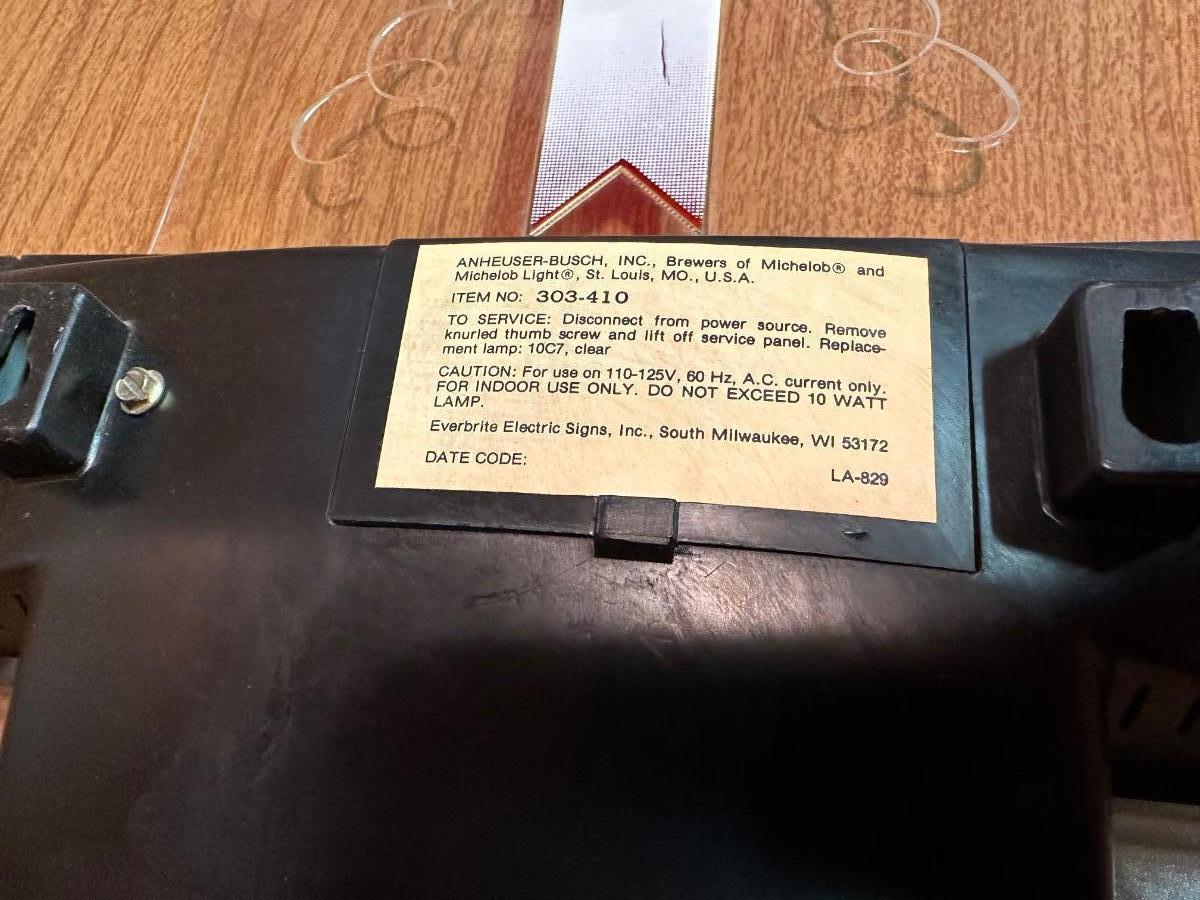 ANHEUSER-BUSCH, INC., Brewers of Michelob® and
Michelob Light®, St. Louis, MO., U.S.A.
ITEM NO: 303-410
TO SERVICE: Disconnect from power source. Remove
knurled thumb screw and lift off service panel. Replace-
ment lamp: 10C7, clear
CAUTION: For use on 110-125V, 60 Hz, A.C. current only.
FOR INDOOR USE ONLY. DO NOT EXCEED 10 WATT
LAMP.
Everbrite Electric Signs, Inc., South Milwaukee, WI 53172
DATE CODE:
LA-829